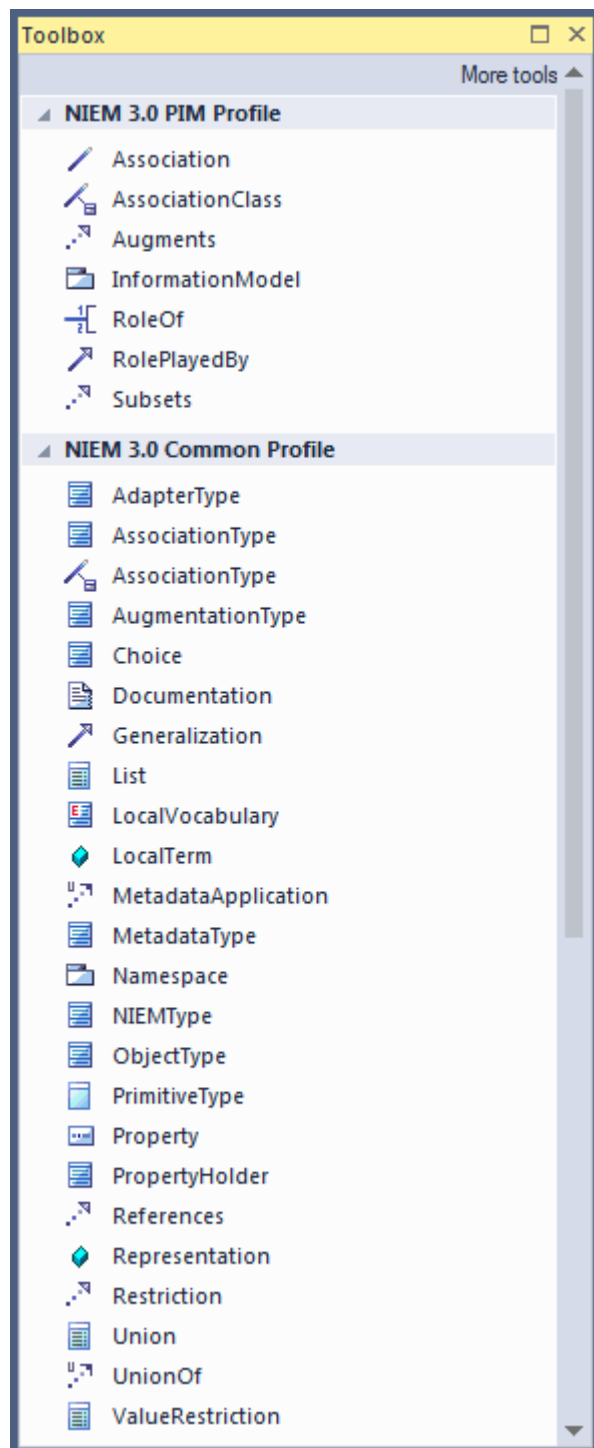 Toolbox
More tools
NIEM 3.0 PIM Profile
Association
AssociationClass
Augments
InformationModel
RoleOf
RolePlayedBy
Subsets
NIEM 3.0 Common Profile
AdapterType
AssociationType
AssociationType
AugmentationType
Choice
Documentation
Generalization
List
LocalVocabulary
LocalTerm
MetadataApplication
MetadataType
Namespace
NIEMType
ObjectType
PrimitiveType
Property
PropertyHolder
References
Representation
Restriction
Union
UnionOf
ValueRestriction